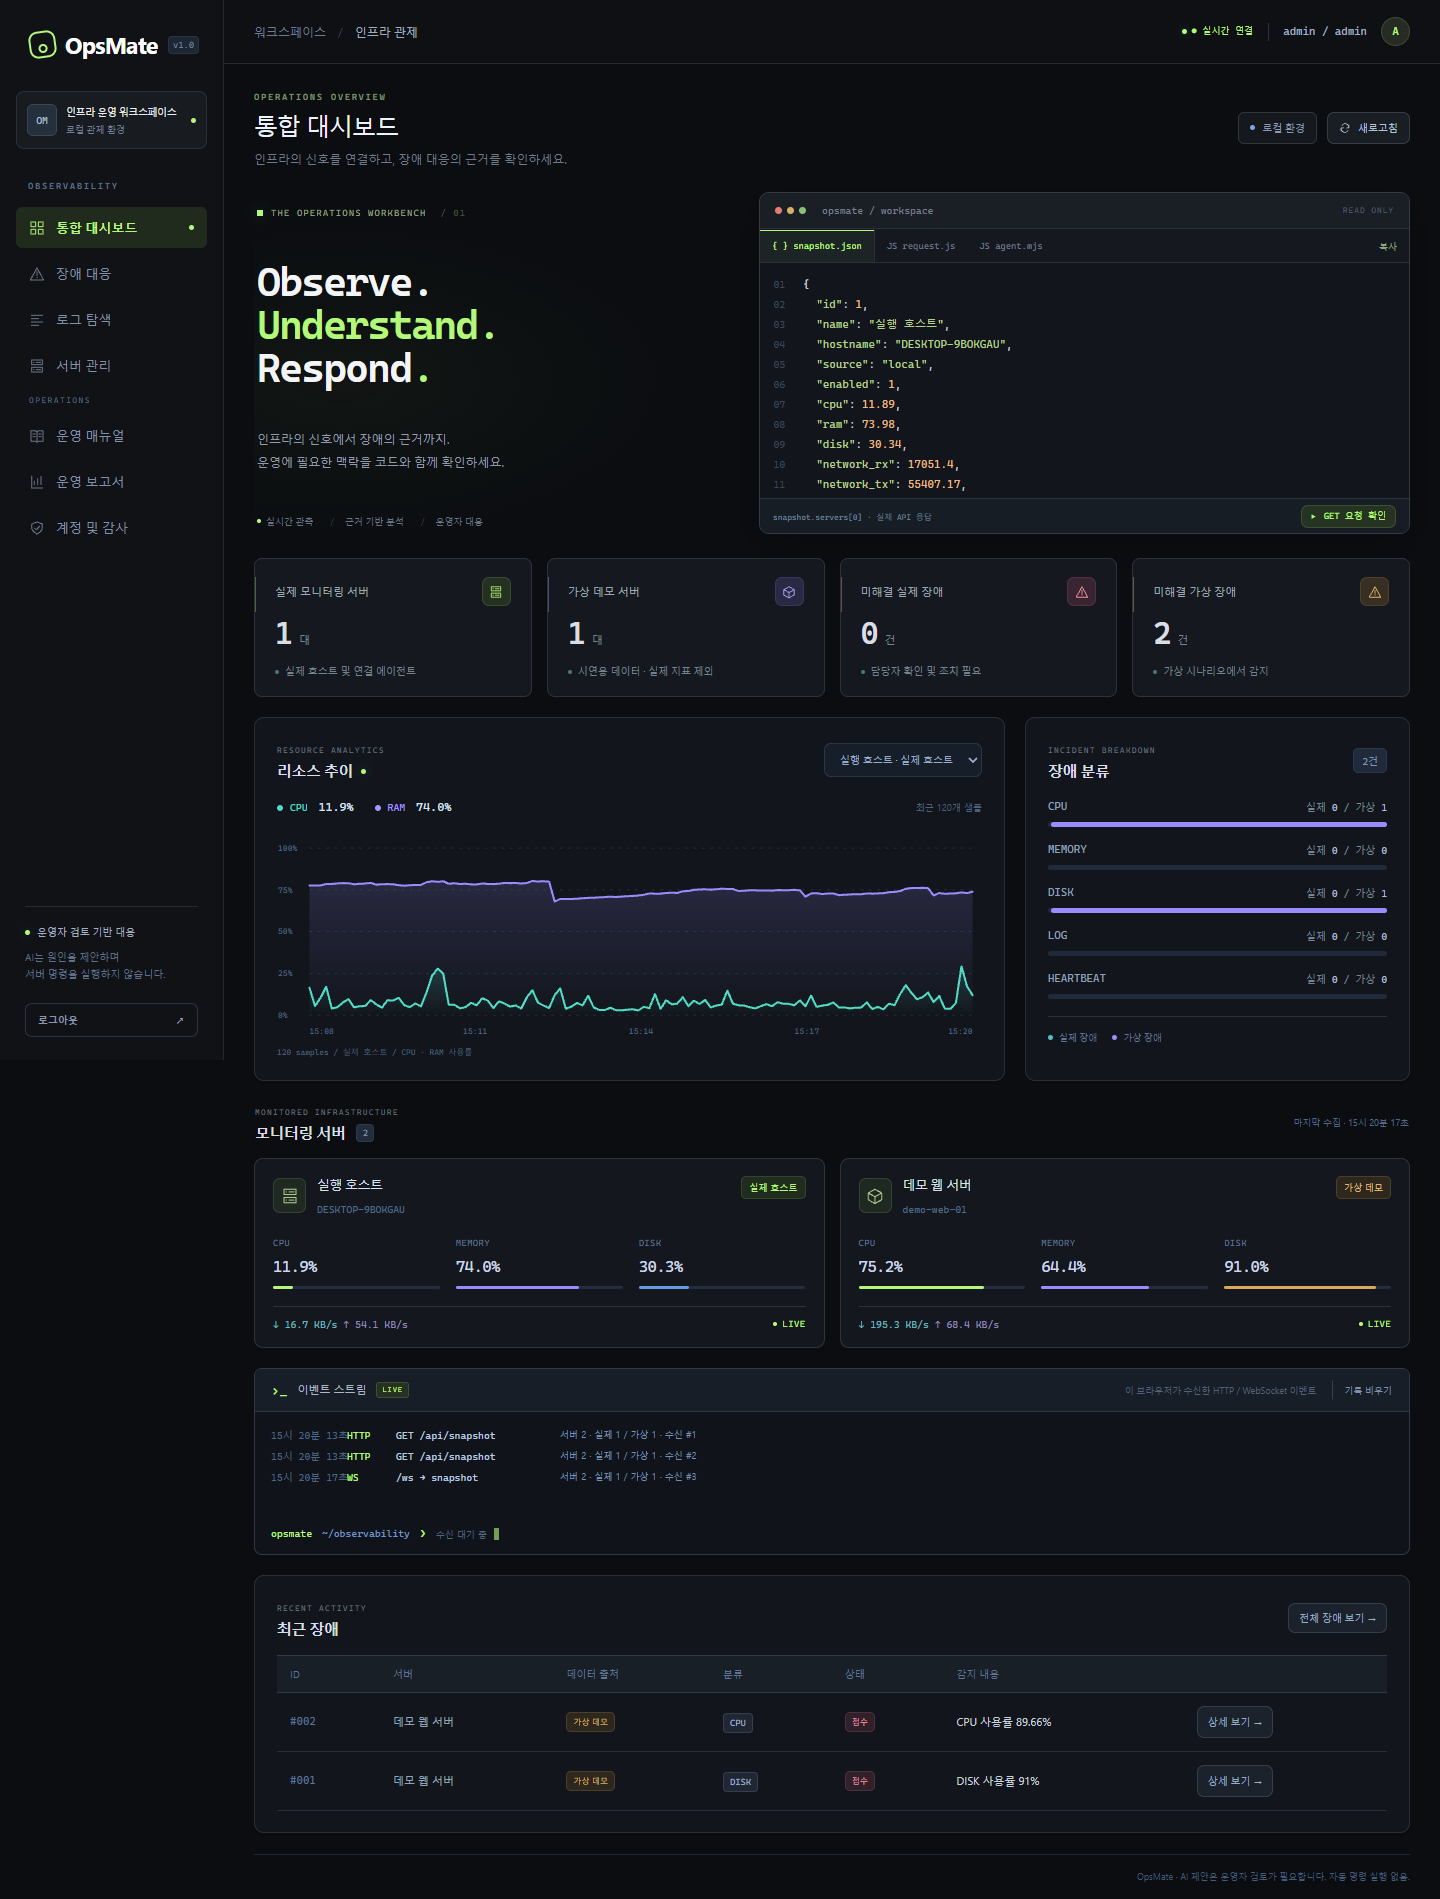 OpsMate v1.0
OM 인프라 운영 워크스페이스
로컬 관제 환경
OBSERVABILITY
통합 대시보드
장애 대응
로그 탐색
서버 관리
OPERATIONS
운영 매뉴얼
운영 보고서
계정 및 감사
운영자 검토 기반 대응
AI는 원인을 제안하며
서버 명령을 실행하지 않습니다.
로그아웃 ↗
워크스페이스 / 인프라 관제
실시간 연결 admin / admin A
OPERATIONS OVERVIEW
통합 대시보드
인프라의 신호를 연결하고, 장애 대응의 근거를 확인하세요.
로컬 환경
새로고침
THE OPERATIONS WORKBENCH / 01
Observe.
Understand.
Respond.
인프라의 신호에서 장애의 근거까지.
운영에 필요한 맥락을 코드와 함께 확인하세요.
실시간 관측 / 근거 기반 분석 / 운영자 대응
opsmate / workspace READ ONLY
{ } snapshot.json JS request.js JS agent.mjs 복사
01 {
02 "id": 1,
03 "name": "실행 호스트",
04 "hostname": "DESKTOP-9BOKGAU",
05 "source": "local",
06 "enabled": 1,
07 "cpu": 11.89,
08 "ram": 73.98,
09 "disk": 30.34,
10 "network_rx": 17051.4,
11 "network_tx": 55407.17,
snapshot.servers[0] · 실제 API 응답 ▸ GET 요청 확인
실제 모니터링 서버
1 대
실제 호스트 및 연결 에이전트
가상 데모 서버
1 대
시연용 데이터 · 실제 지표 제외
미해결 실제 장애
0 건
담당자 확인 및 조치 필요
미해결 가상 장애
2 건
가상 시나리오에서 감지
RESOURCE ANALYTICS
리소스 추이
실행 호스트 · 실제 호스트
CPU 11.9% RAM 74.0%
최근 120개 샘플
100%
75%
50%
25%
0%
15:08 15:11 15:14 15:17 15:20
120 samples / 실제 호스트 / CPU · RAM 사용률
INCIDENT BREAKDOWN
장애 분류
2건
CPU 실제 0 / 가상 1
MEMORY 실제 0 / 가상 0
DISK 실제 0 / 가상 1
LOG 실제 0 / 가상 0
HEARTBEAT 실제 0 / 가상 0
실제 장애 가상 장애
MONITORED INFRASTRUCTURE
모니터링 서버 2
마지막 수집 · 15시 20분 17초
실행 호스트 실제 호스트
DESKTOP-9BOKGAU
CPU MEMORY DISK
11.9% 74.0% 30.3%
↓ 16.7 KB/s ↑ 54.1 KB/s LIVE
데모 웹 서버 가상 데모
demo-web-01
CPU MEMORY DISK
75.2% 64.4% 91.0%
↓ 195.3 KB/s ↑ 68.4 KB/s LIVE
이벤트 스트림 LIVE
이 브라우저가 수신한 HTTP / WebSocket 이벤트 기록 비우기
15시 20분 13초HTTP GET /api/snapshot 서버 2 · 실제 1 / 가상 1 · 수신 #1
15시 20분 13초HTTP GET /api/snapshot 서버 2 · 실제 1 / 가상 1 · 수신 #2
15시 20분 17초WS /ws → snapshot 서버 2 · 실제 1 / 가상 1 · 수신 #3
opsmate ~/observability ❯ 수신 대기 중
RECENT ACTIVITY
최근 장애
전체 장애 보기 →
ID 서버 데이터 출처 분류 상태 감지 내용
#002 데모 웹 서버 가상 데모 CPU 접수 CPU 사용률 89.66% 상세 보기 →
#001 데모 웹 서버 가상 데모 DISK 접수 DISK 사용률 91% 상세 보기 →
OpsMate · AI 제안은 운영자 검토가 필요합니다. 자동 명령 실행 없음.